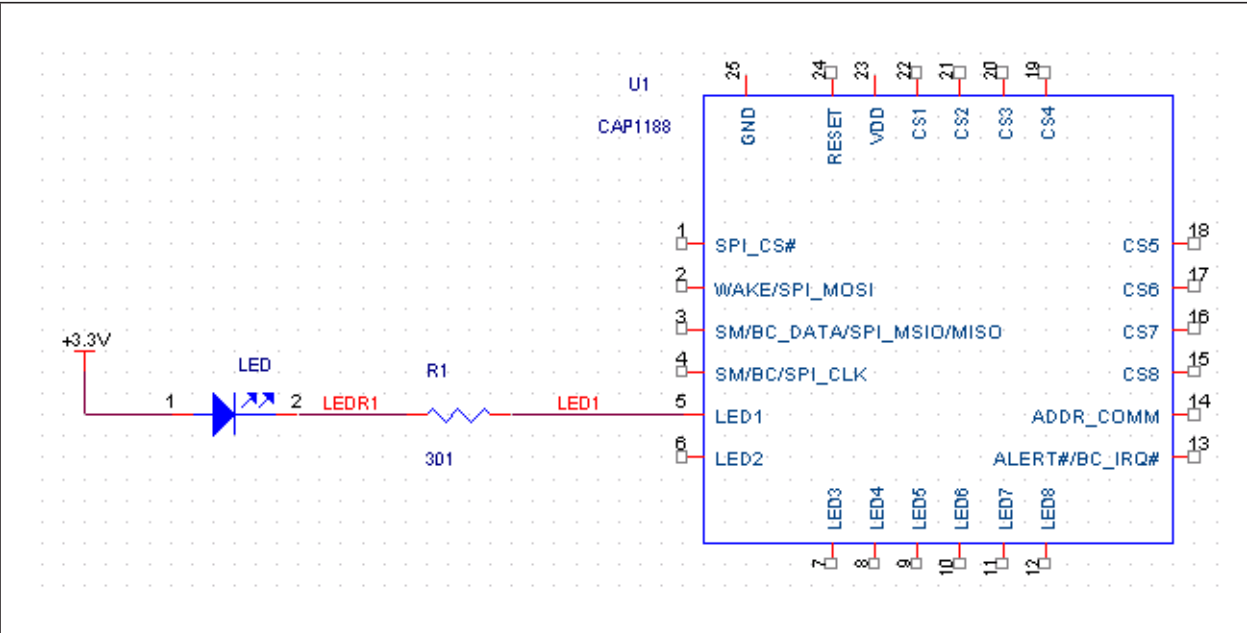 U1
CAP1188
25
24
23
22
21
20
19
GND
RESET
VDD
CS1
CS2
CS3
CS4
1
SPI_CS#
CS5
18
2
WAKE/SPI_MOSI
CS6
17
3
SM/BC_DATA/SPI_MSIO/MISO
CS7
16
4
SM/BC/SPI_CLK
CS8
15
+3.3V
LED
R1
1
2
LEDR1
LED1
5
LED1
ADDR_COMM
14
301
6
LED2
ALERT#/BC_IRQ#
13
LED3
LED4
LED5
LED6
LED7
LED8
7
8
9
10
11
12